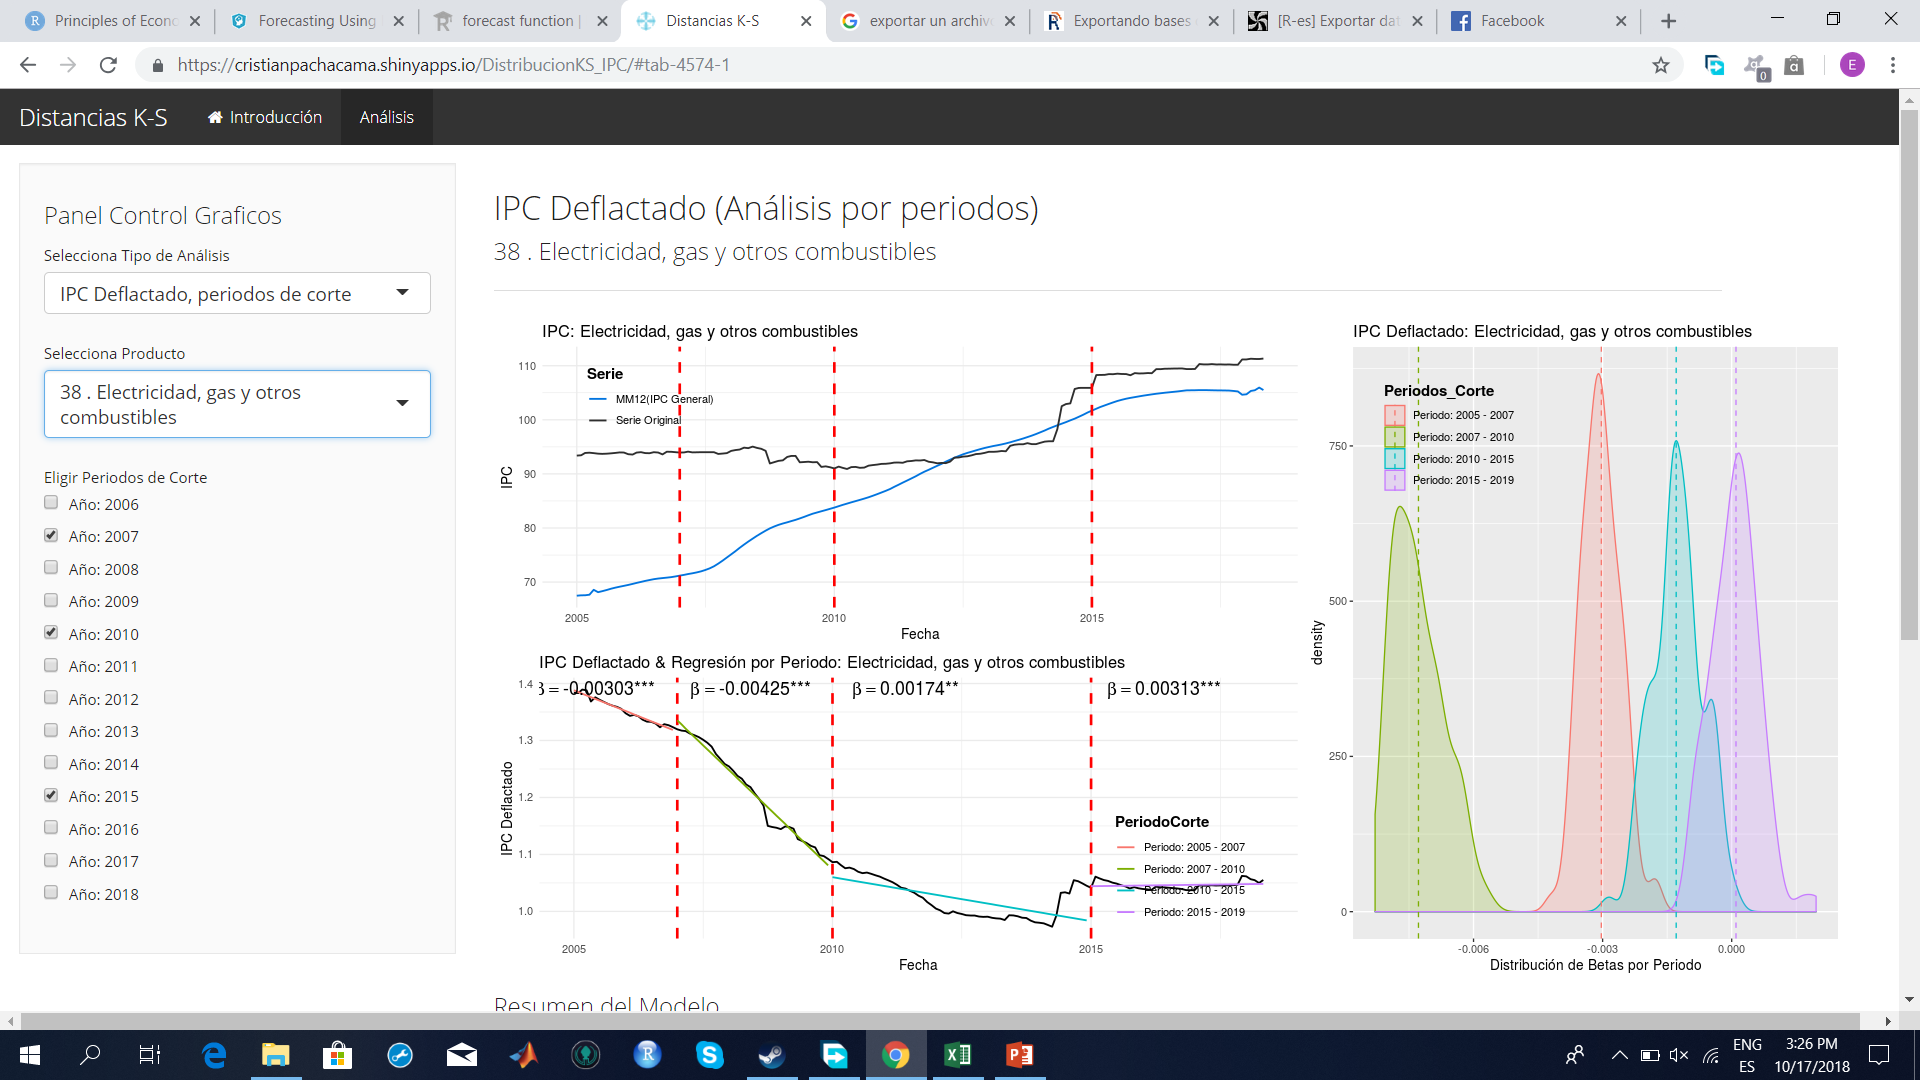 Principles of Econo
Forecasting Using
forecast function |
Distancias K-S
exportar un archiv
Exportando bases
[R-es] Exportar dat
Facebook
https://cristianpachacama.shinyapps.io/DistribucionKS_IPC/#tab-4574-1
0
E
Distancias K-S
Introducción
Análisis
Panel Control Graficos
Selecciona Tipo de Análisis
IPC Deflactado, periodos de corte
Selecciona Producto
38 . Electricidad, gas y otros
combustibles
Eligir Periodos de Corte
Año: 2006
Año: 2007
Año: 2008
Año: 2009
Año: 2010
Año: 2011
Año: 2012
Año: 2013
Año: 2014
Año: 2015
Año: 2016
Año: 2017
Año: 2018
IPC Deflactado (Análisis por periodos)
38 . Electricidad, gas y otros combustibles
IPC: Electricidad, gas y otros combustibles
Serie
MM12(IPC General)
Serie Original
IPC
110
100
90
80
70
2005
2010
2015
Fecha
IPC Deflactado & Regresión por Periodo: Electricidad, gas y otros combustibles
β = -0.00303***
β = -0.00425***
β = 0.00174**
β = 0.00313***
IPC Deflactado
1.4
1.3
1.2
1.1
1.0
PeriodoCorte
Periodo: 2005 - 2007
Periodo: 2007 - 2010
Periodo: 2010 - 2015
Periodo: 2015 - 2019
2005
2010
2015
Fecha
IPC Deflactado: Electricidad, gas y otros combustibles
Periodos_Corte
Periodo: 2005 - 2007
Periodo: 2007 - 2010
Periodo: 2010 - 2015
Periodo: 2015 - 2019
density
750
500
250
0
-0.006
-0.003
0.000
Distribución de Betas por Periodo
Resumen del Modelo
ENG
ES
3:26 PM
10/17/2018